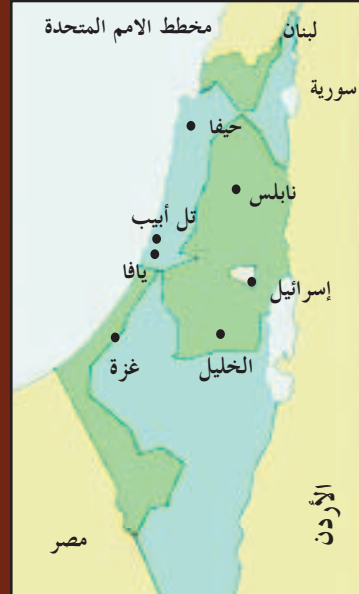 مخطط الامم المتحدة
لبنان
سورية
حيفا
نابلس
تل أبيب
يافا
إسرائيل
الخليل
غزة
الأردن
مصر